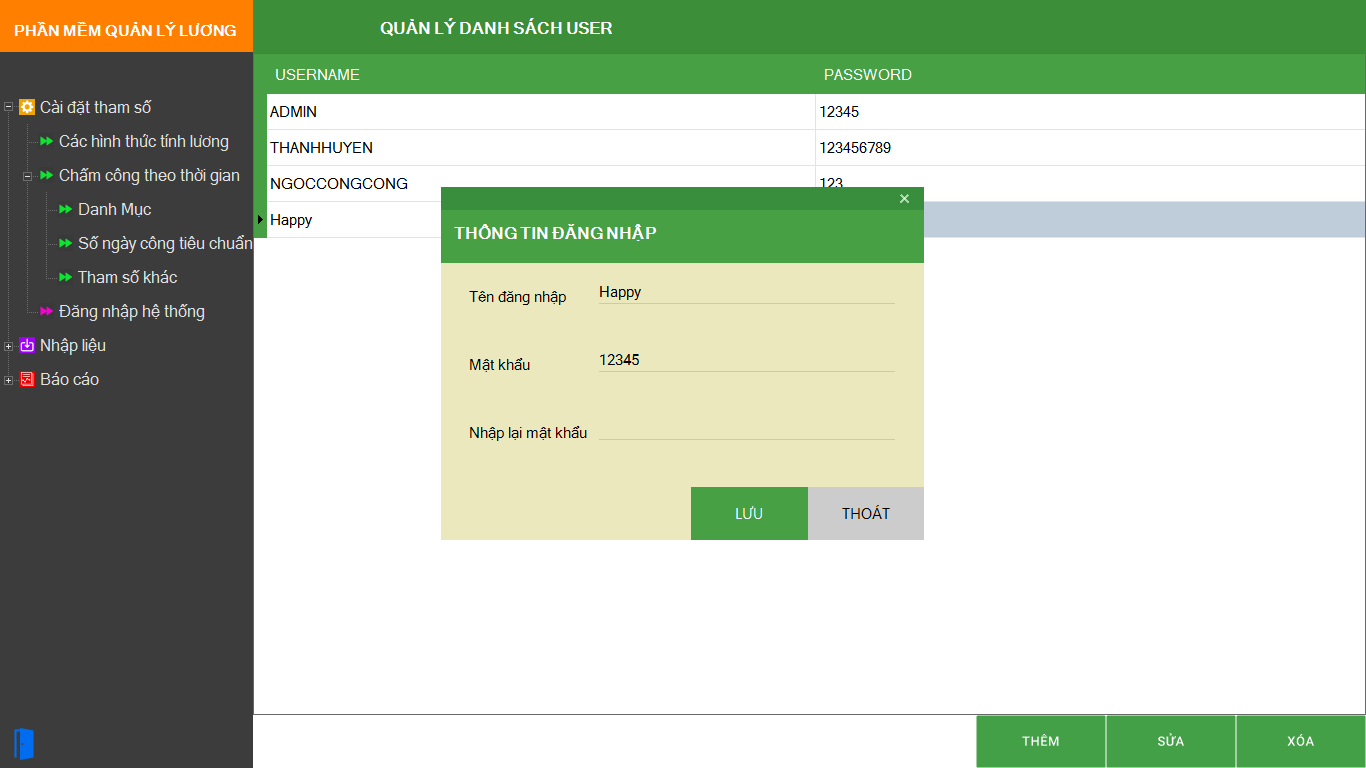 PHẦN MỀM QUẢN LÝ LƯƠNG
QUẢN LÝ DANH SÁCH USER
Cài đặt tham số
Các hình thức tính lương
Chấm công theo thời gian
Danh Mục
Số ngày công tiêu chuẩn
Tham số khác
Đăng nhập hệ thống
Nhập liệu
Báo cáo
USERNAME PASSWORD
ADMIN 12345
THANHHUYEN 123456789
NGOCCONGCONG 123
Happy
THÔNG TIN ĐĂNG NHẬP
Tên đăng nhập Happy
Mật khẩu 12345
Nhập lại mật khẩu
LƯU THOÁT
THÊM SỬA XÓA